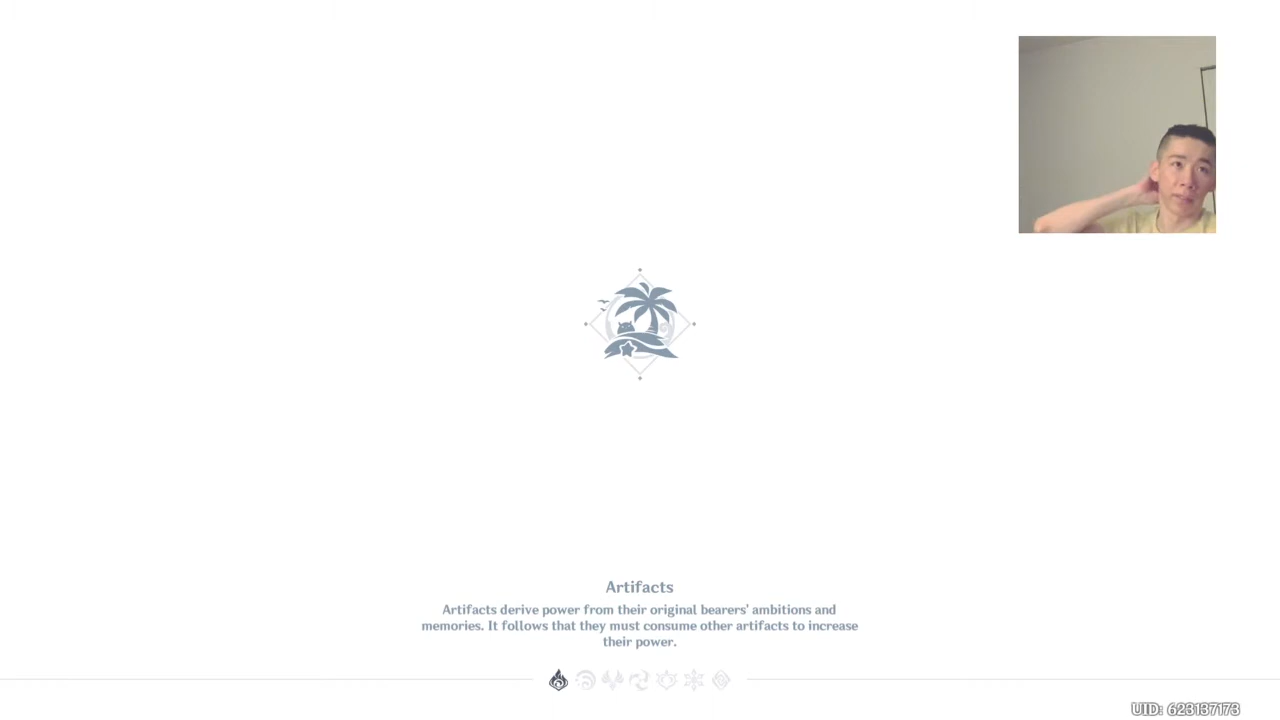 Artifacts
Artifacts derive power from their original bearers' ambitions and
memories. It follows that they must consume other artifacts to increase
their power.
UID: 623137173